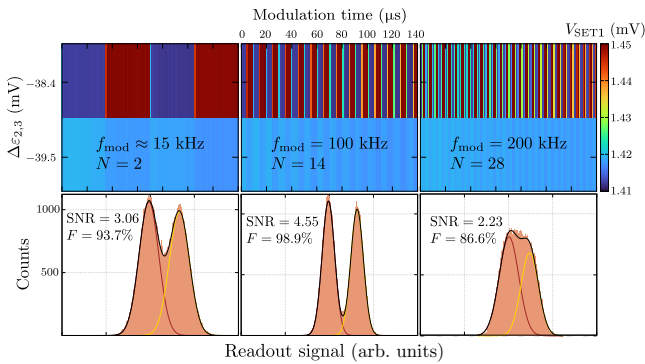 Modulation time (μs)
0 20 40 60 80 100 120 140
V_SET1 (mV)
Δε_2,3 (mV)
−38.4
−39.5
f_mod ≈ 15 kHz
N = 2
f_mod = 100 kHz
N = 14
f_mod = 200 kHz
N = 28
1.45
1.44
1.43
1.42
1.41
Counts
1000
500
SNR = 3.06
F = 93.7%
SNR = 4.55
F = 98.9%
SNR = 2.23
F = 86.6%
Readout signal (arb. units)